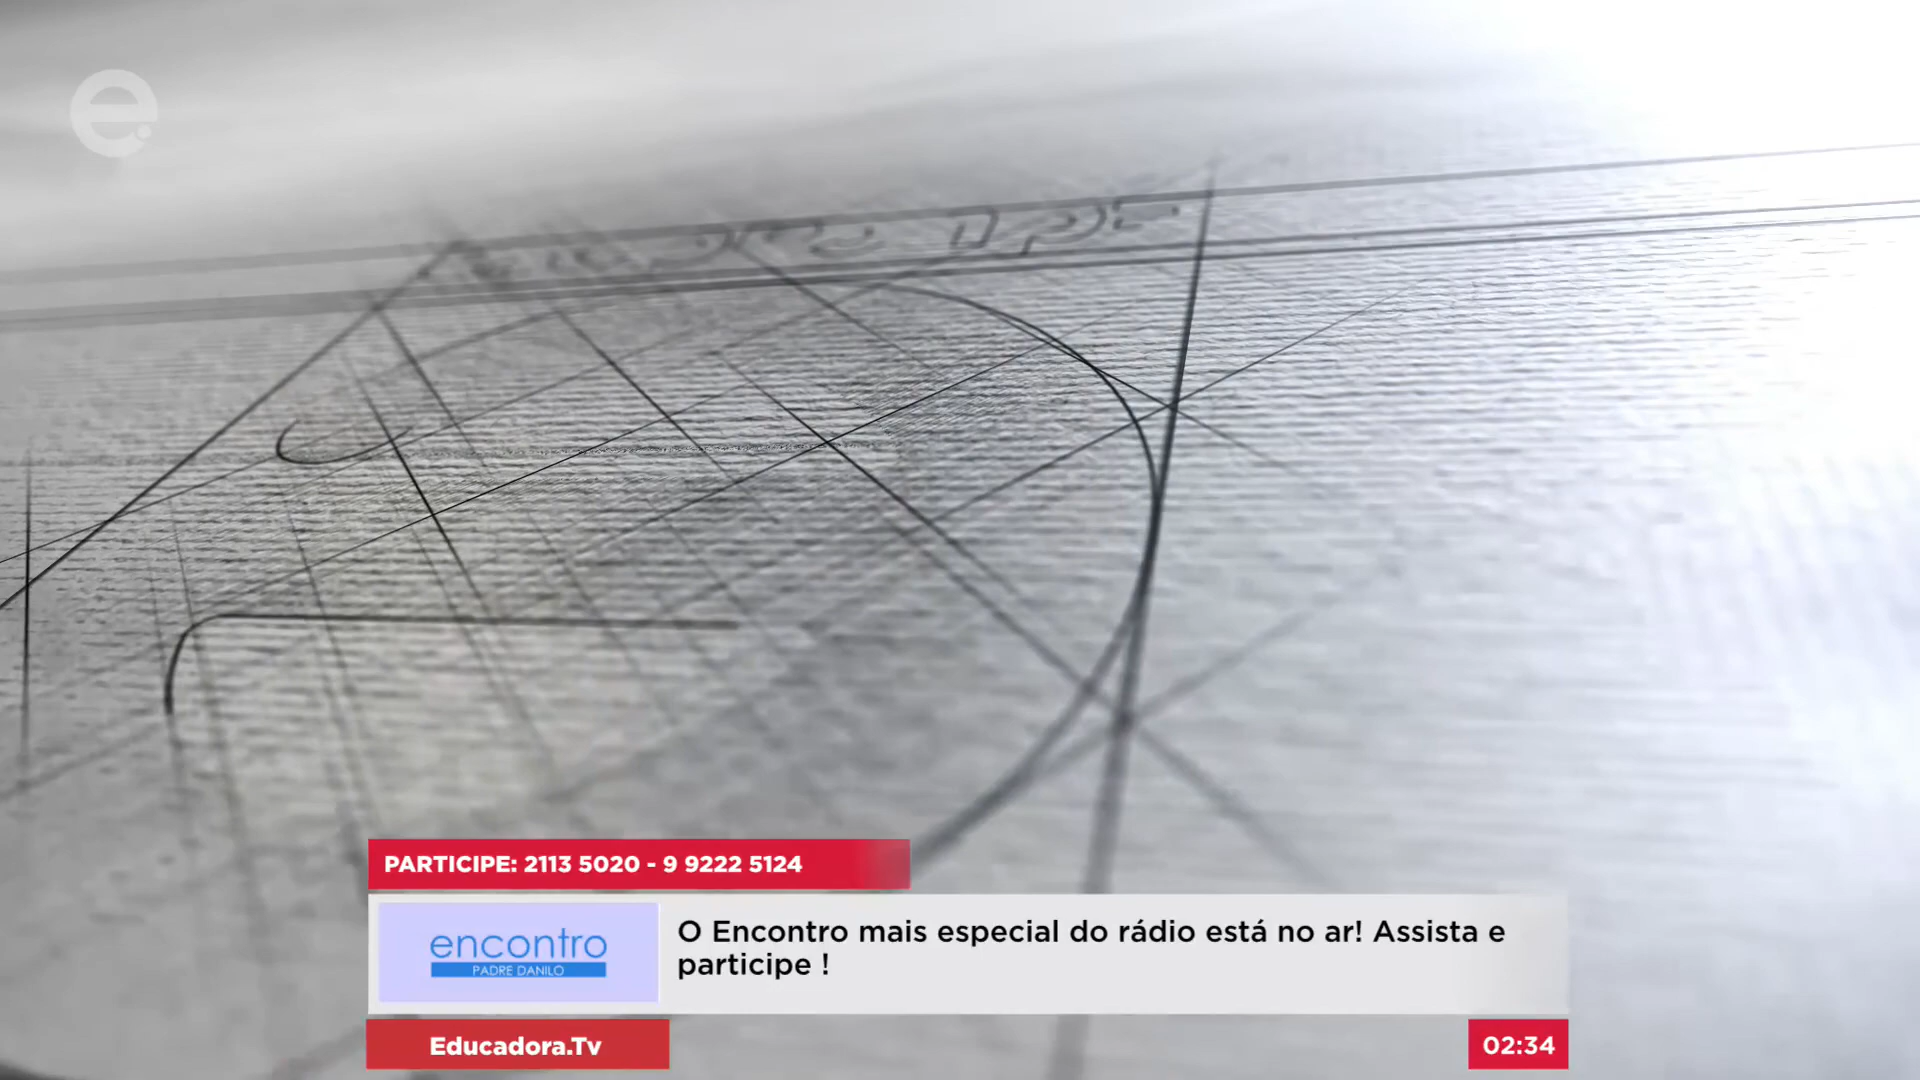 e
PARTICIPE: 2113 5020 - 9 9222 5124
encontro
PADRE DANILO
O Encontro mais especial do rádio está no ar! Assista e
participe !
Educadora.Tv
02:34